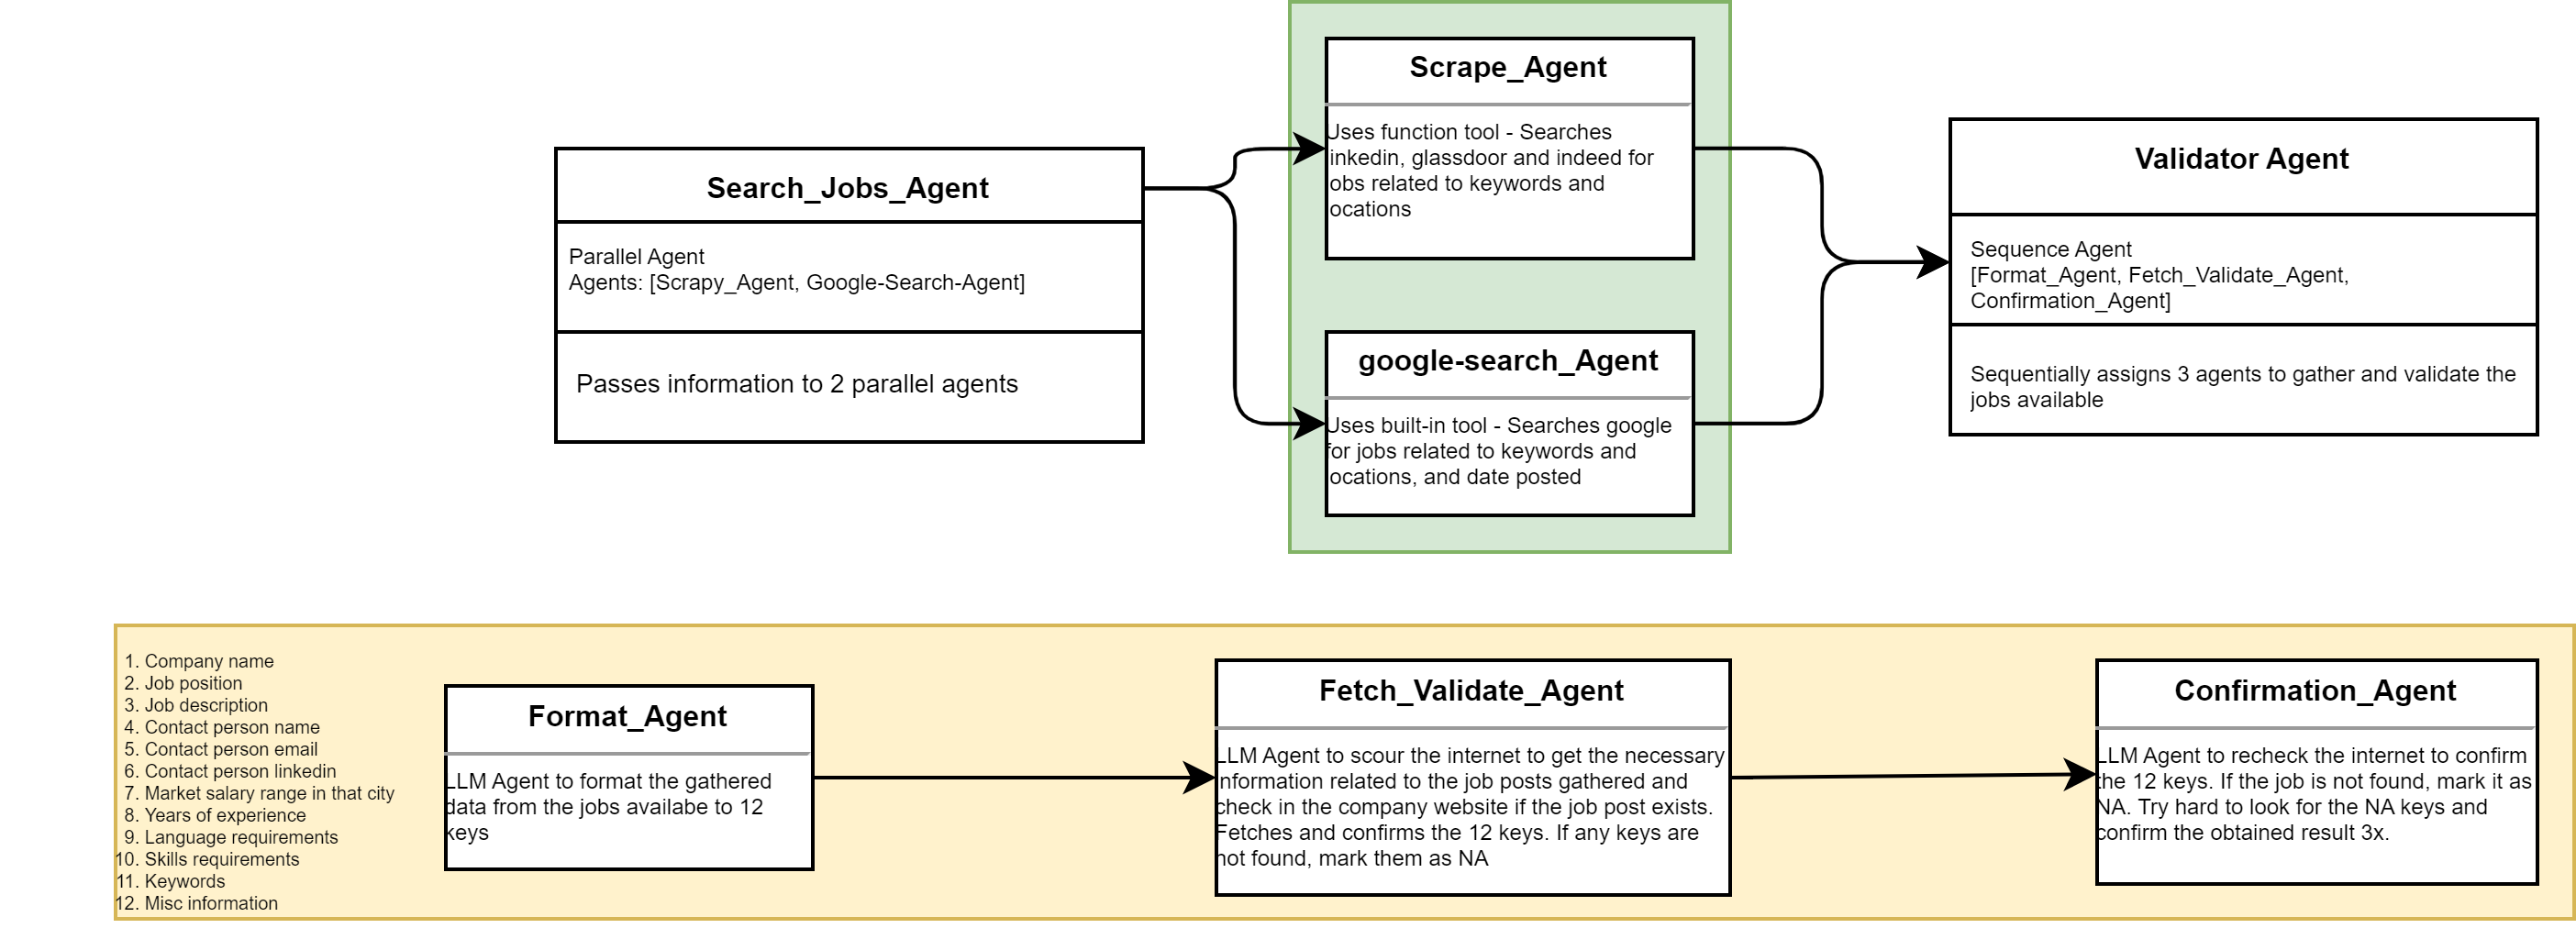 Scrape_Agent
Uses function tool - Searches
inkedin, glassdoor and indeed for
obs related to keywords and
ocations
Search_Jobs_Agent
Parallel Agent
Agents: [Scrapy_Agent, Google-Search-Agent]
Passes information to 2 parallel agents
google-search_Agent
Uses built-in tool - Searches google
for jobs related to keywords and
ocations, and date posted
Validator Agent
Sequence Agent
[Format_Agent, Fetch_Validate_Agent,
Confirmation_Agent]
Sequentially assigns 3 agents to gather and validate the
jobs available
1. Company name
2. Job position
3. Job description
4. Contact person name
5. Contact person email
6. Contact person linkedin
7. Market salary range in that city
8. Years of experience
9. Language requirements
10. Skills requirements
11. Keywords
12. Misc information
Format_Agent
LLM Agent to format the gathered
data from the jobs availabe to 12
keys
Fetch_Validate_Agent
LLM Agent to scour the internet to get the necessary
information related to the job posts gathered and
check in the company website if the job post exists.
Fetches and confirms the 12 keys. If any keys are
not found, mark them as NA
Confirmation_Agent
LLM Agent to recheck the internet to confirm
the 12 keys. If the job is not found, mark it as
NA. Try hard to look for the NA keys and
confirm the obtained result 3x.